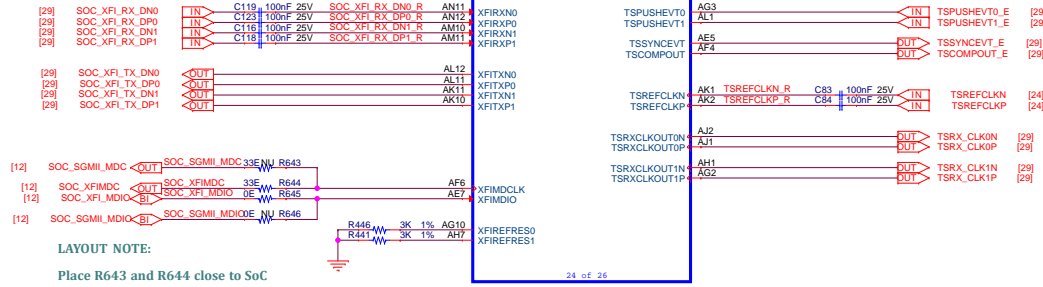 [29] SOC_XFI_RX_DN0 IN C119 100nF 25V SOC_XFI_RX_DN0_R AN11 XFIRXN0
[29] SOC_XFI_RX_DP0 IN C123 100nF 25V SOC_XFI_RX_DP0_R AN12 XFIRXP0
[29] SOC_XFI_RX_DN1 IN C116 100nF 25V SOC_XFI_RX_DN1_R AM10 XFIRXN1
[29] SOC_XFI_RX_DP1 IN C118 100nF 25V SOC_XFI_RX_DP1_R AM11 XFIRXP1
[29] SOC_XFI_TX_DN0 OUT AL12 XFITXN0
[29] SOC_XFI_TX_DP0 OUT AL11 XFITXP0
[29] SOC_XFI_TX_DN1 OUT AK11 XFITXN1
[29] SOC_XFI_TX_DP1 OUT AK10 XFITXP1
[12] SOC_SGMII_MDC OUT SOC_SGMII_MDC 33E NU R643
[12] SOC_XFIMDC OUT SOC_XFIMDC 33E R644 AF6 XFIMDCLK
[12] SOC_XFI_MDIO BI SOC_XFI_MDIO 0E R645 AE7 XFIMDIO
[12] SOC_SGMII_MDIO BI SOC_SGMII_MDIO 0E NU R646
R446 3K 1% AG10 XFIREFRES0
R441 3K 1% AH7 XFIREFRES1
LAYOUT NOTE:
Place R643 and R644 close to SoC
TSPUSHEVT0 AG3 IN TSPUSHEVT0_E [29]
TSPUSHEVT1 AL1 IN TSPUSHEVT1_E [29]
TSSYNCEVT AE5 OUT TSSYNCEVT_E [29]
TSCOMPOUT AF4 OUT TSCOMPOUT_E [29]
TSREFCLKN AK1 TSREFCLKN_R C83 100nF 25V IN TSREFCLKN [24]
TSREFCLKP AK2 TSREFCLKP_R C84 100nF 25V IN TSREFCLKP [24]
TSRXCLKOUT0N AJ2 OUT TSRX_CLK0N [29]
TSRXCLKOUT0P AJ1 OUT TSRX_CLK0P [29]
TSRXCLKOUT1N AH1 OUT TSRX_CLK1N [29]
TSRXCLKOUT1P AG2 OUT TSRX_CLK1P [29]
24 of 26